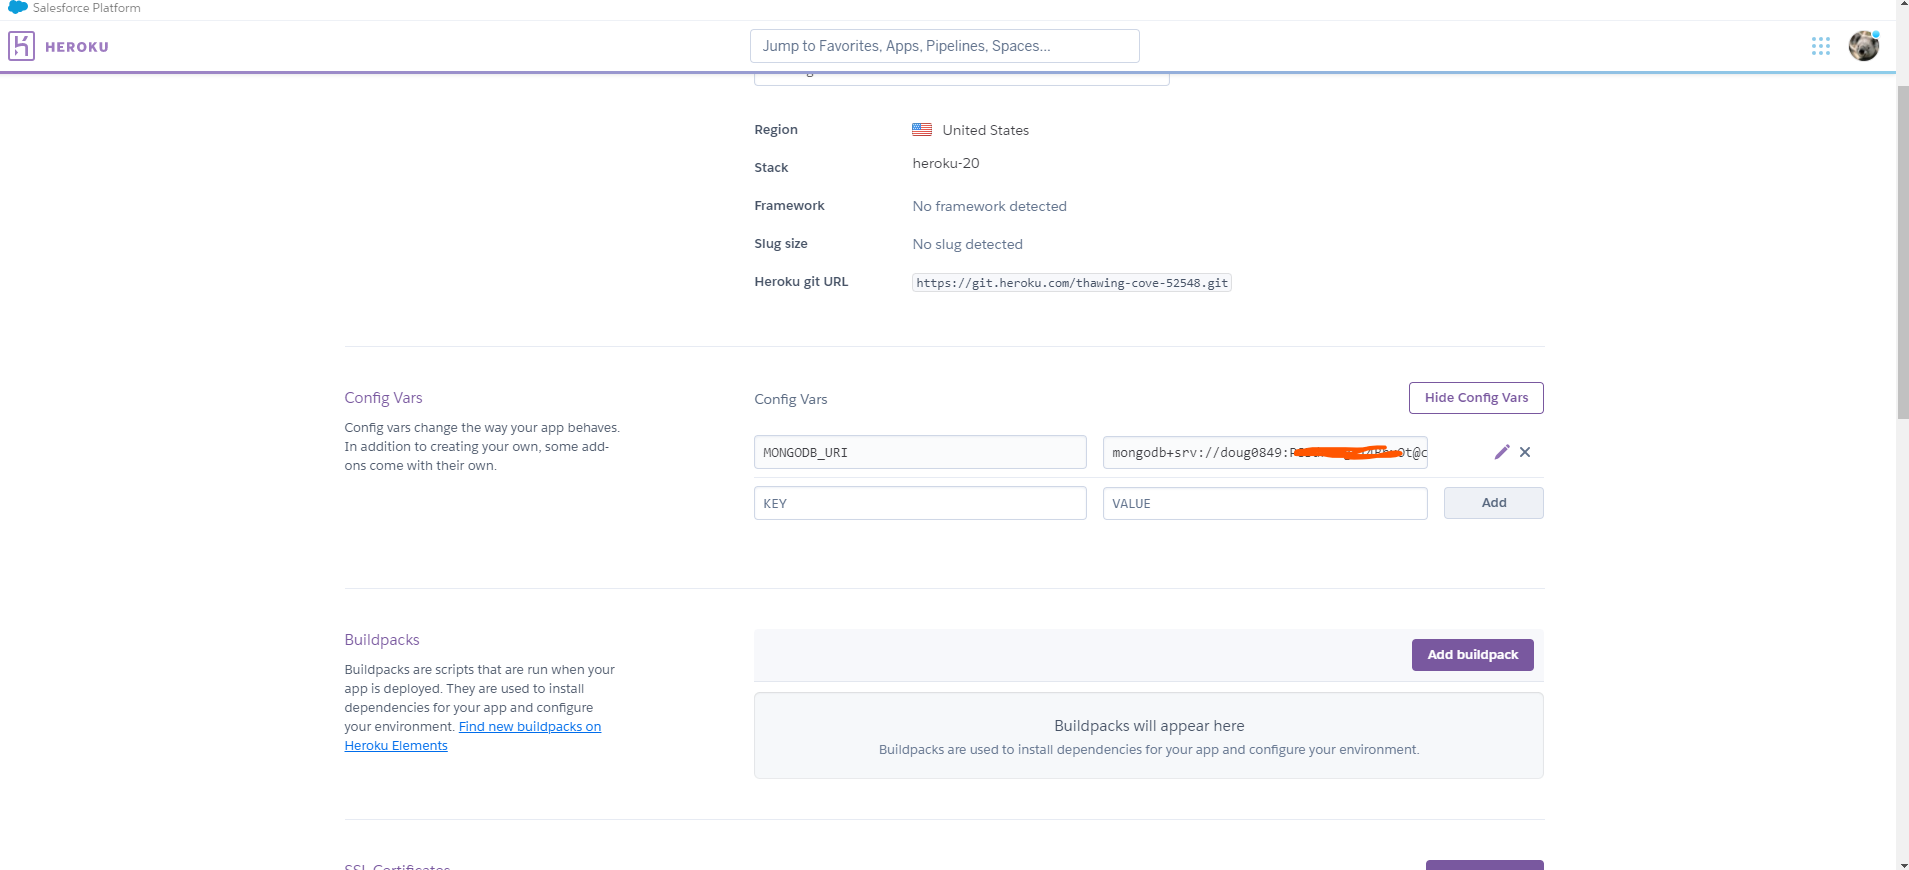 Salesforce Platform
HEROKU
Jump to Favorites, Apps, Pipelines, Spaces...
Region United States
Stack heroku-20
Framework No framework detected
Slug size No slug detected
Heroku git URL https://git.heroku.com/thawing-cove-52548.git
Config Vars
Config vars change the way your app behaves.
In addition to creating your own, some add-
ons come with their own.
Config Vars Hide Config Vars
MONGODB_URI mongodb+srv://doug0849: @c
KEY VALUE Add
Buildpacks
Buildpacks are scripts that are run when your
app is deployed. They are used to install
dependencies for your app and configure
your environment. Find new buildpacks on
Heroku Elements
Add buildpack
Buildpacks will appear here
Buildpacks are used to install dependencies for your app and configure your environment.
SSL Certificates